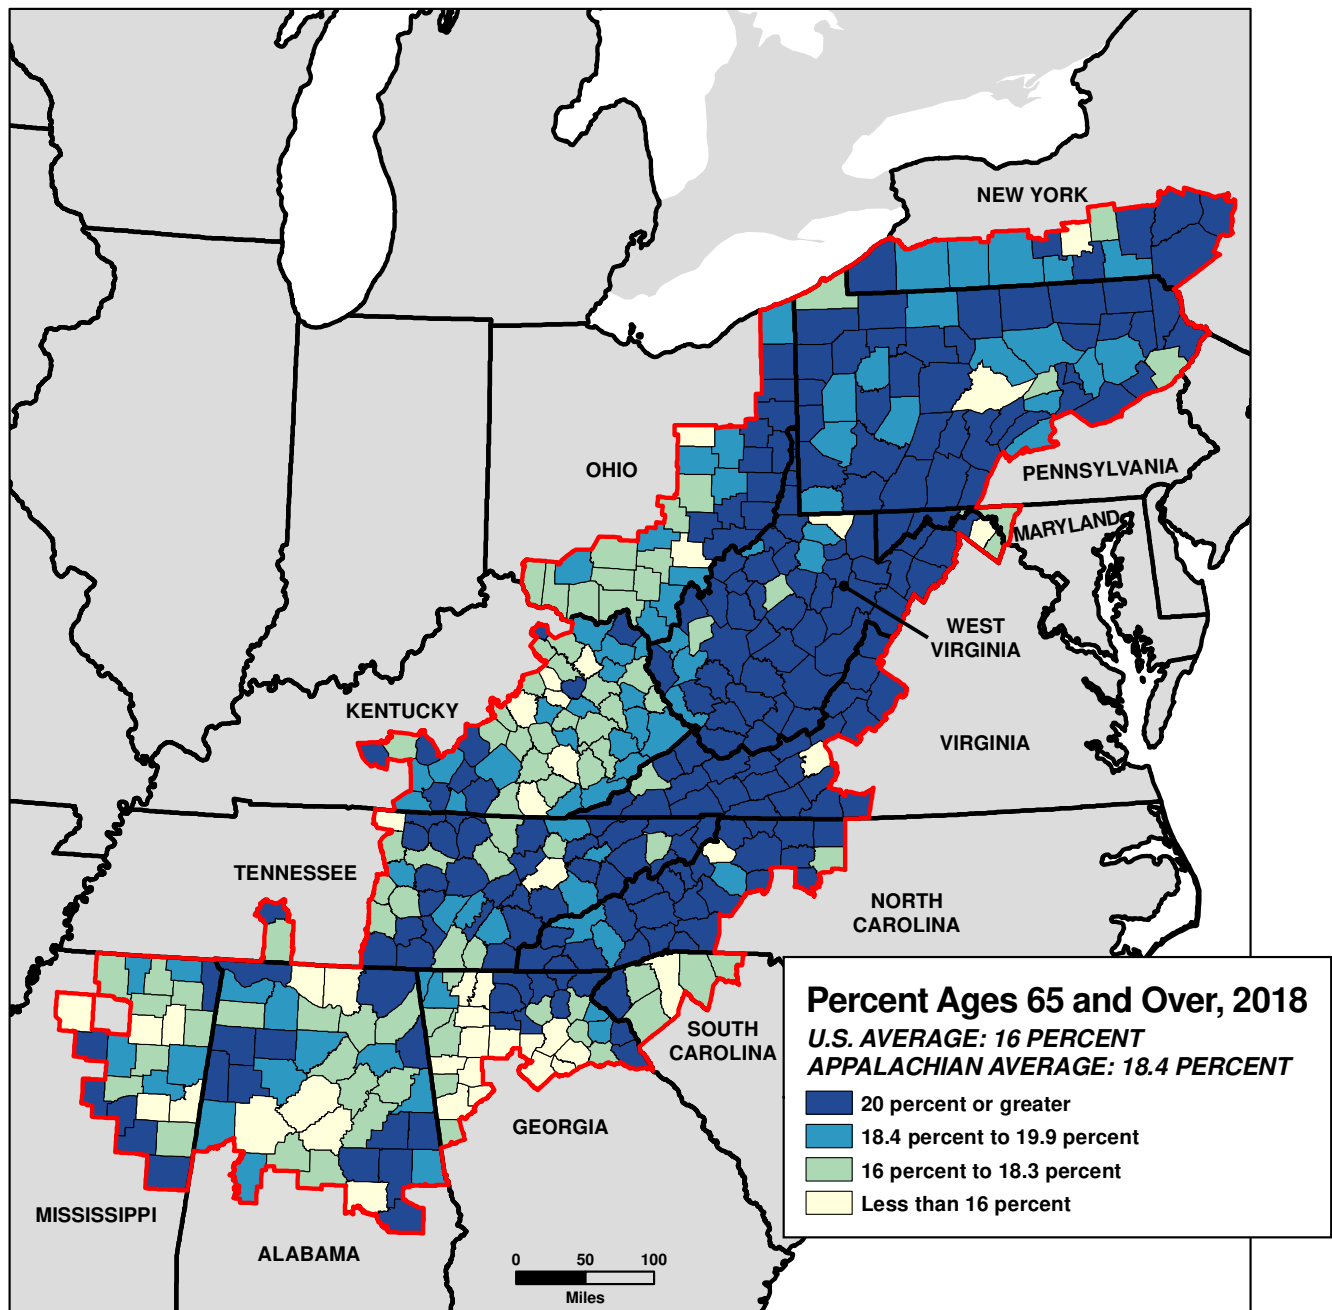 NEW YORK
OHIO
PENNSYLVANIA
MARYLAND
WEST
VIRGINIA
KENTUCKY
VIRGINIA
TENNESSEE
NORTH
CAROLINA
SOUTH
CAROLINA
GEORGIA
MISSISSIPPI
ALABAMA
Percent Ages 65 and Over, 2018
U.S. AVERAGE: 16 PERCENT
APPALACHIAN AVERAGE: 18.4 PERCENT
20 percent or greater
18.4 percent to 19.9 percent
16 percent to 18.3 percent
Less than 16 percent
0 50 100
Miles